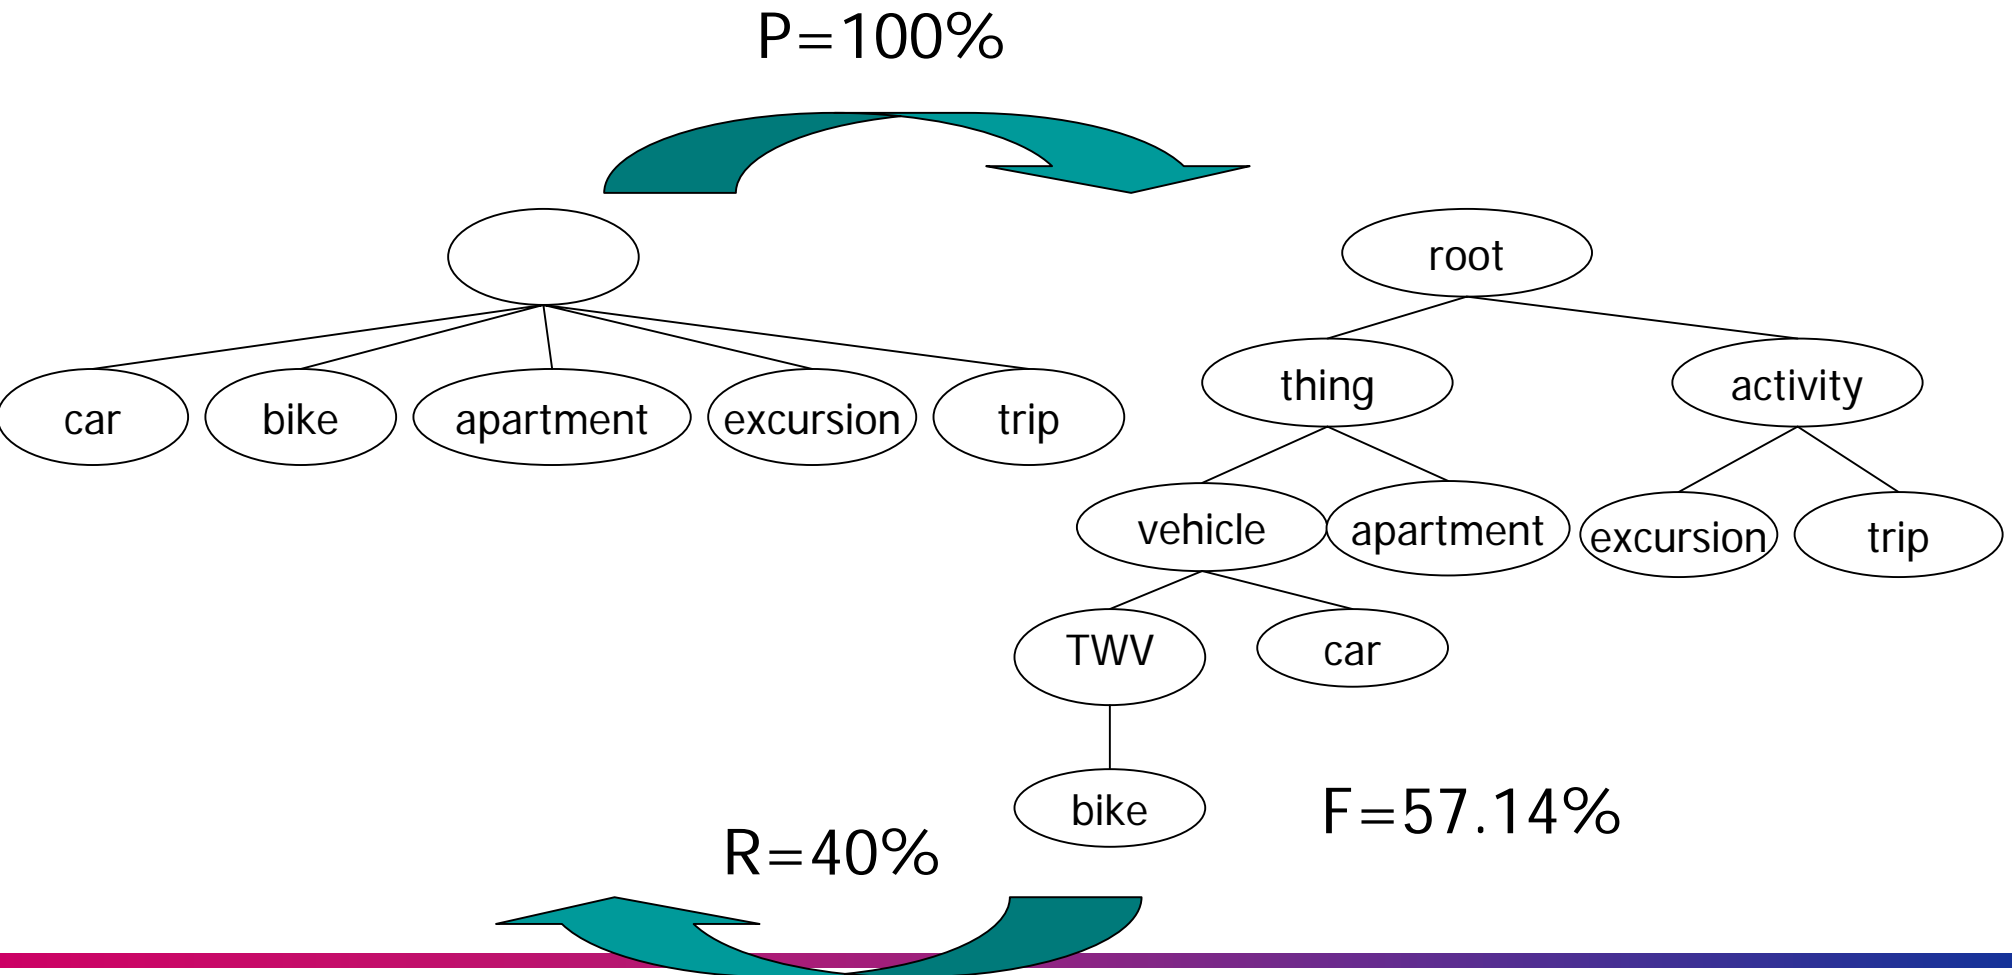 P=100%
root
thing
activity
car
bike
apartment
excursion
trip
vehicle
apartment
excursion
trip
TWV
car
bike
F=57.14%
R=40%